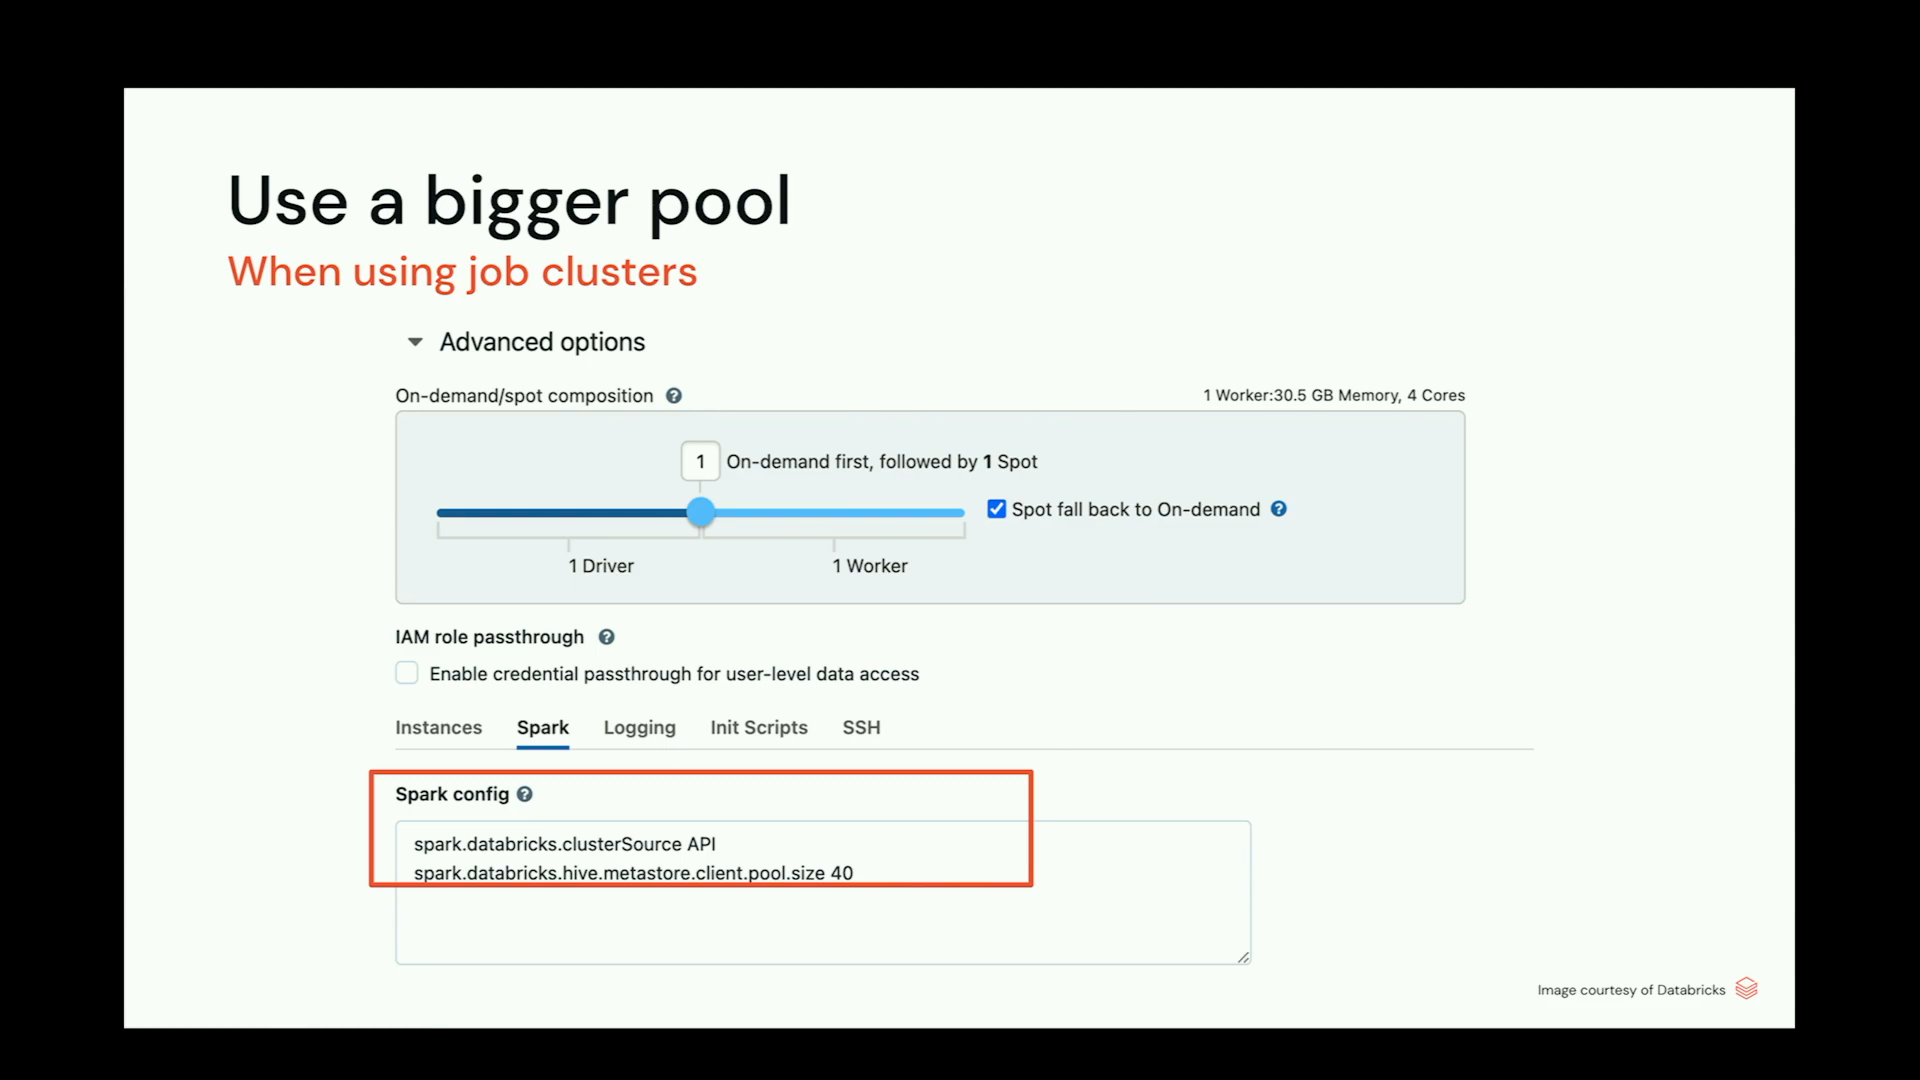 Use a bigger pool
When using job clusters
Advanced options
On-demand/spot composition ?
1 Worker:30.5 GB Memory, 4 Cores
1 On-demand first, followed by 1 Spot
Spot fall back to On-demand ?
1 Driver
1 Worker
IAM role passthrough ?
Enable credential passthrough for user-level data access
Instances Spark Logging Init Scripts SSH
Spark config ?
spark.databricks.clusterSource API
spark.databricks.hive.metastore.client.pool.size 40
Image courtesy of Databricks